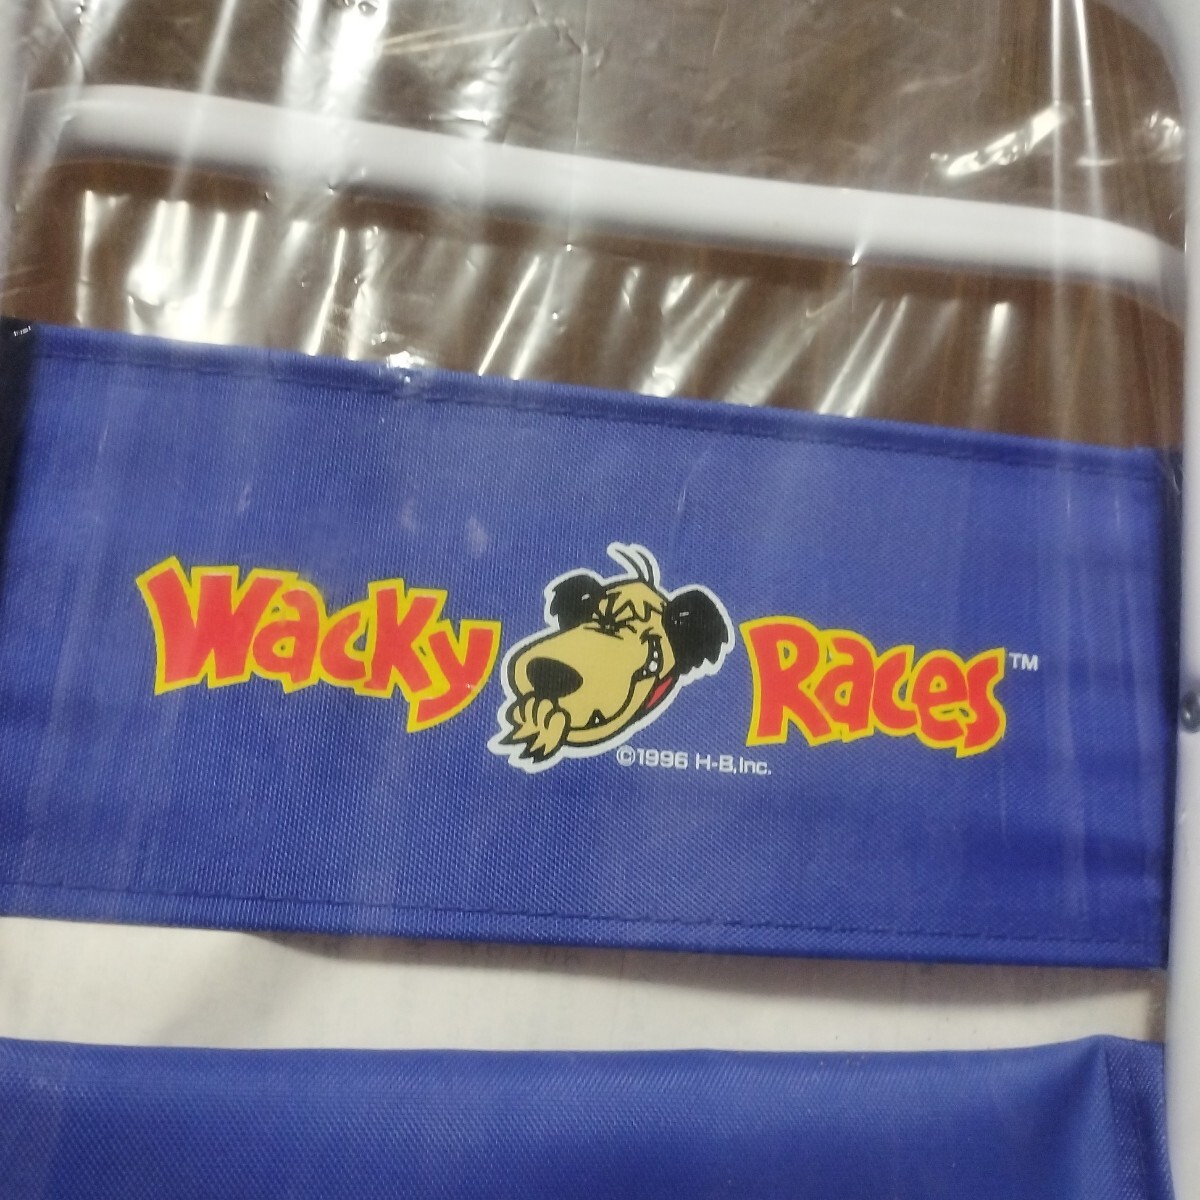 Wacky Races™
©1996 H-B, Inc.